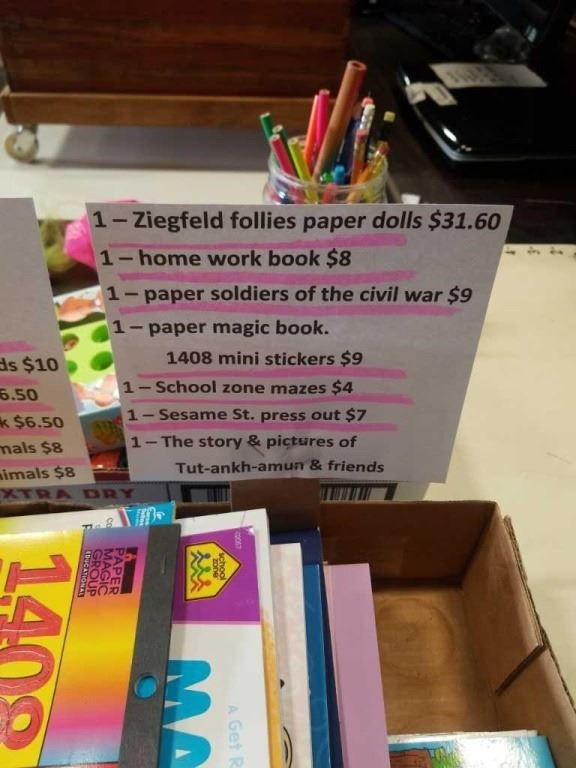 1 – Ziegfeld follies paper dolls $31.60
1 – home work book $8
1 – paper soldiers of the civil war $9
1 – paper magic book.
1408 mini stickers $9
1 – School zone mazes $4
1 – Sesame St. press out $7
1 – The story & pictures of
Tut-ankh-amun & friends
ds $10
6.50
k $6.50
mals $8
imals $8
XTRA DRY
PAPER
MAGIC
GROUP
EDUCATIONAL
1408
school
zone
MA
A Get R